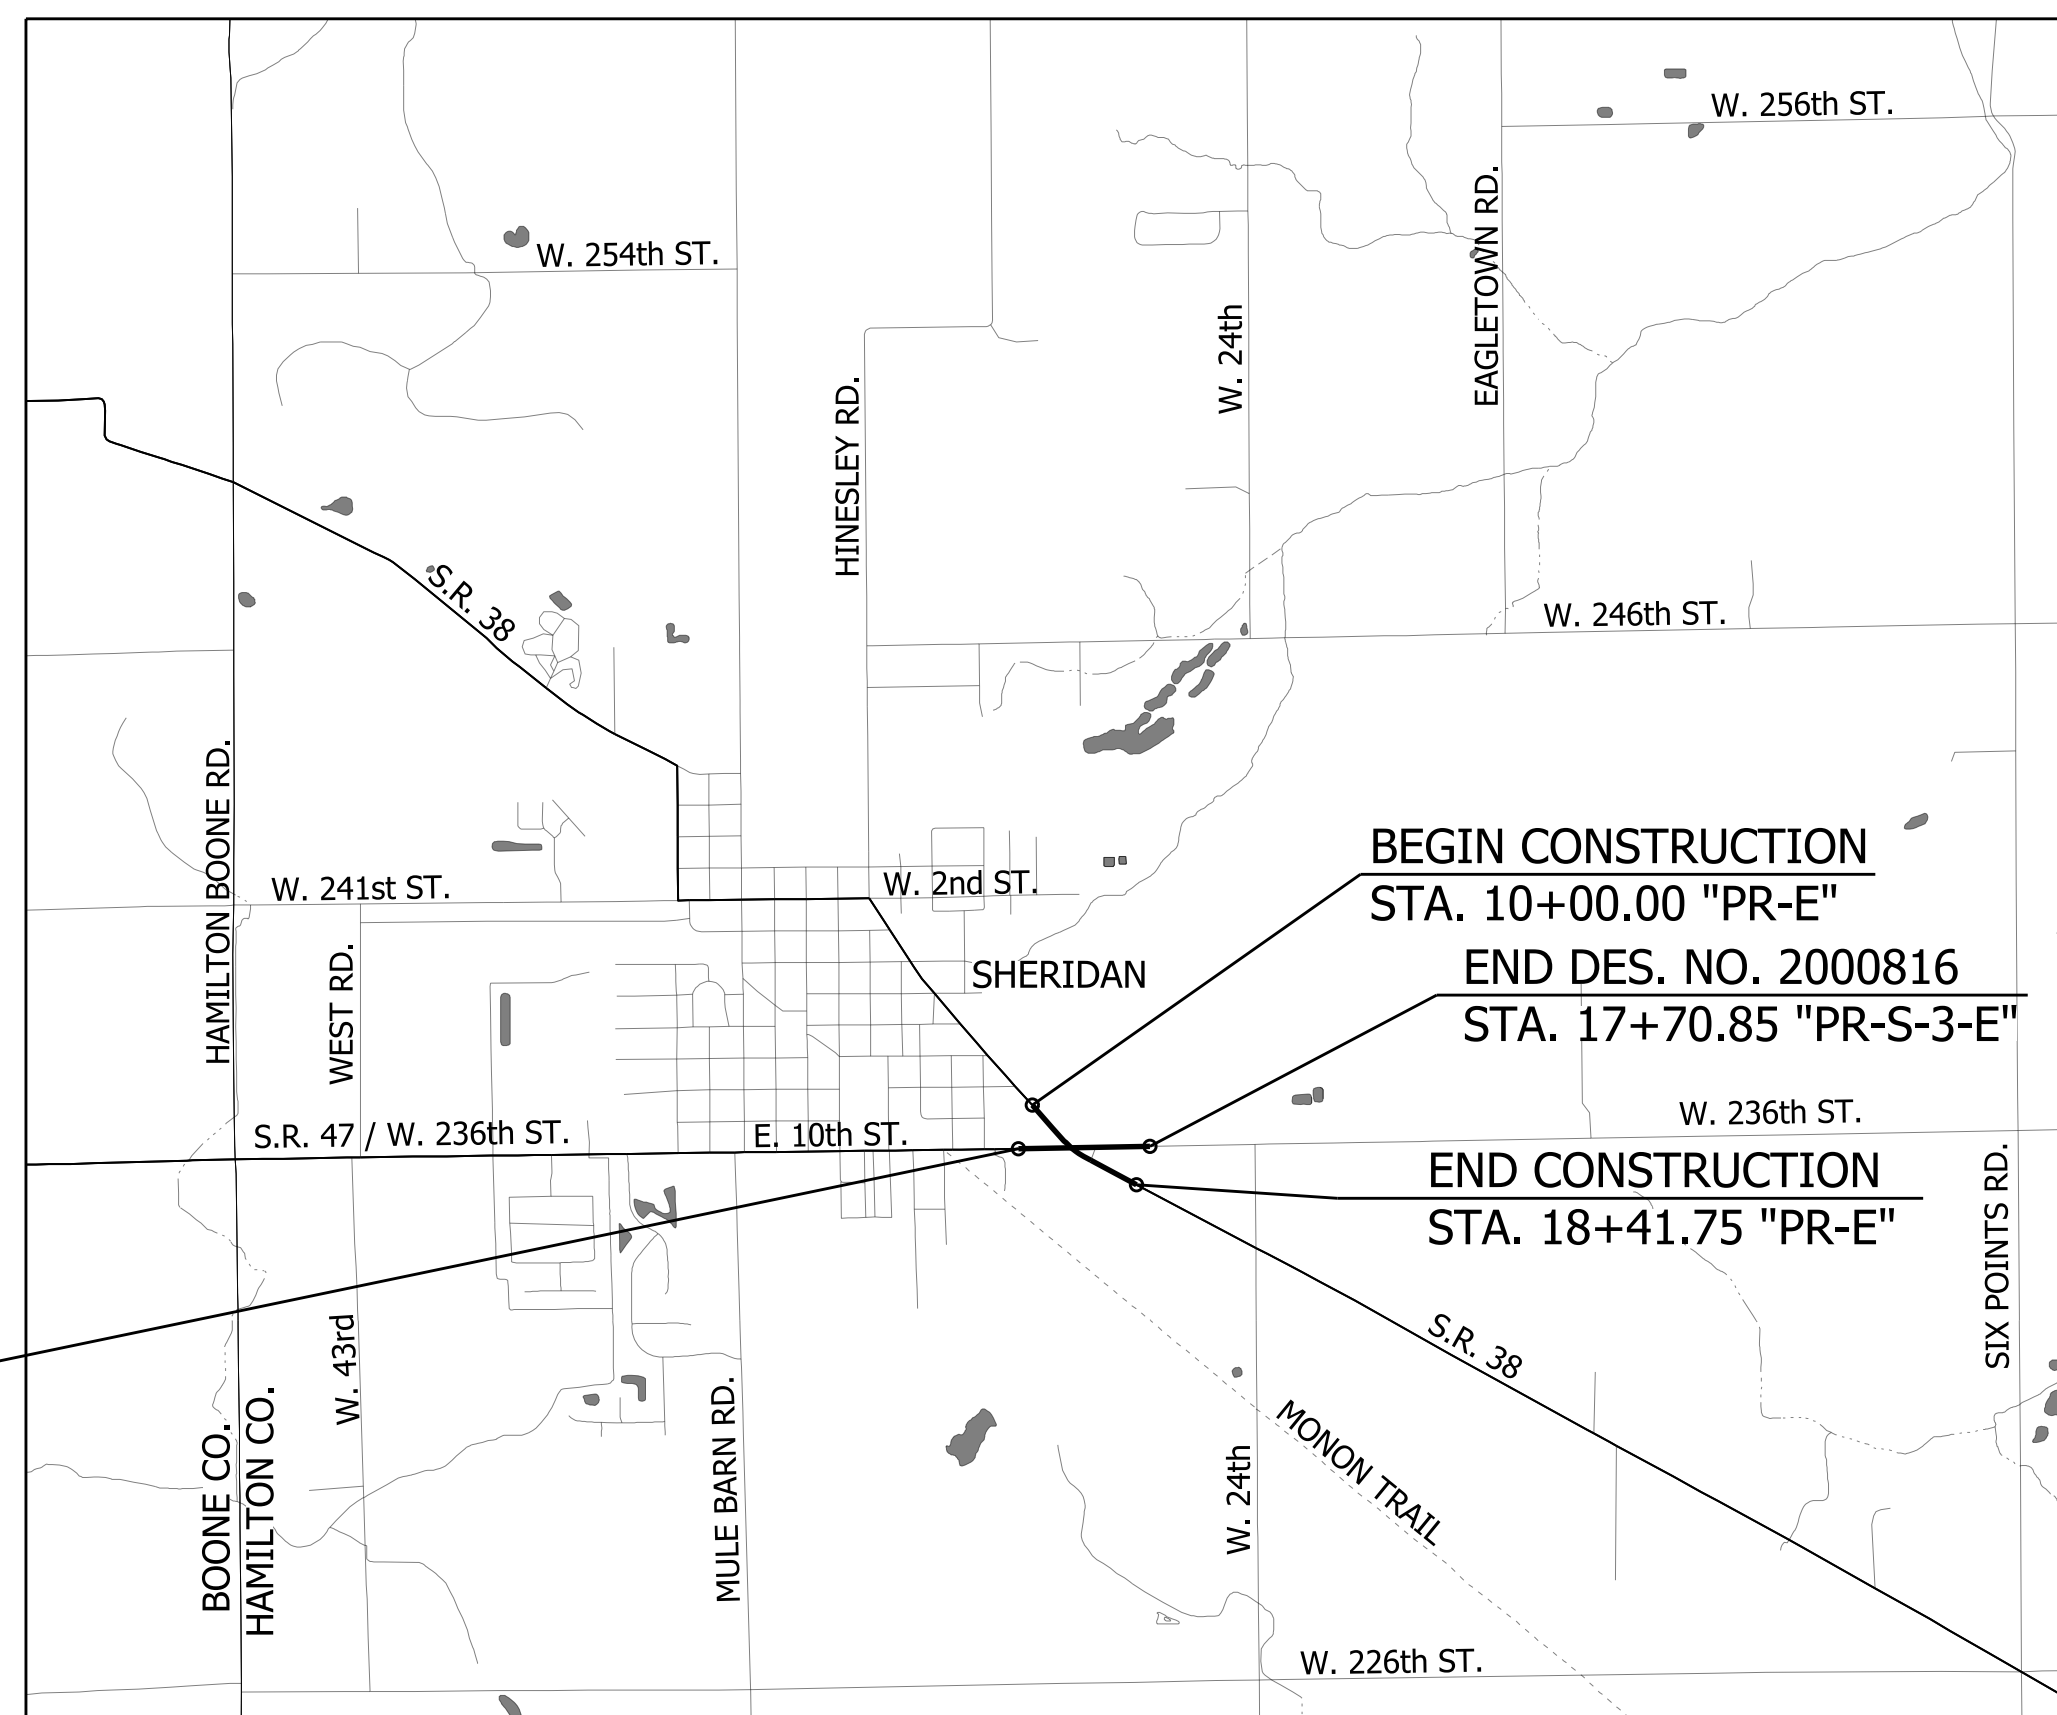 W. 256th ST.
EAGLETOWN RD.
W. 254th ST.
W. 24th
HINESLEY RD.
S.R. 38
W. 246th ST.
HAMILTON BOONE RD.
BEGIN CONSTRUCTION
STA. 10+00.00 "PR-E"
W. 241st ST.
W. 2nd ST.
WEST RD.
SHERIDAN
END DES. NO. 2000816
STA. 17+70.85 "PR-S-3-E"
S.R. 47 / W. 236th ST.
E. 10th ST.
W. 236th ST.
END CONSTRUCTION
STA. 18+41.75 "PR-E"
SIX POINTS RD.
W. 43rd
S.R. 38
BOONE CO.
HAMILTON CO.
MULE BARN RD.
W. 24th
MONON TRAIL
W. 226th ST.